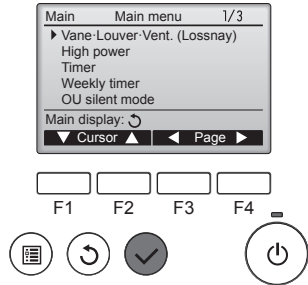 Main Main menu 1/3
Vane·Louver·Vent. (Lossnay)
High power
Timer
Weekly timer
OU silent mode
Main display:
Cursor Page
F1 F2 F3 F4